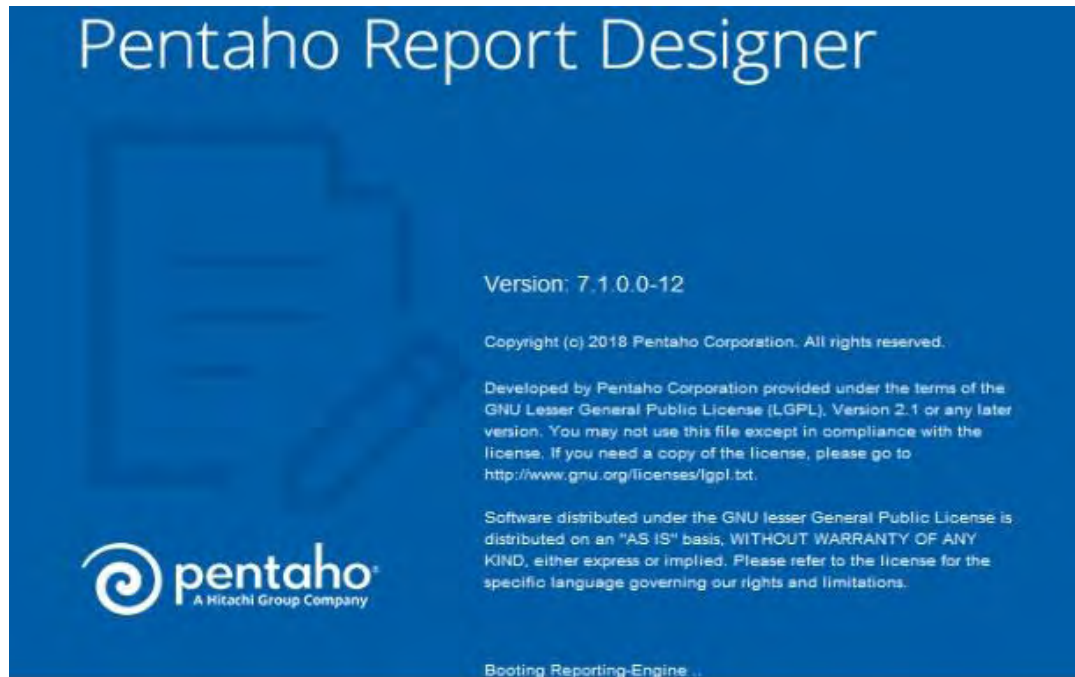 Pentaho Report Designer
Version: 7.1.0.0-12
Copyright (c) 2018 Pentaho Corporation. All rights reserved.
Developed by Pentaho Corporation provided under the terms of the
GNU Lesser General Public License (LGPL), Version 2.1 or any later
version. You may not use this file except in compliance with the
license. If you need a copy of the license, please go to
http://www.gnu.org/licenses/lgpl.txt.
Software distributed under the GNU lesser General Public License is
distributed on an "AS IS" basis, WITHOUT WARRANTY OF ANY
KIND, either express or implied. Please refer to the license for the
specific language governing our rights and limitations.
pentaho
A Hitachi Group Company
Booting Reporting-Engine ..